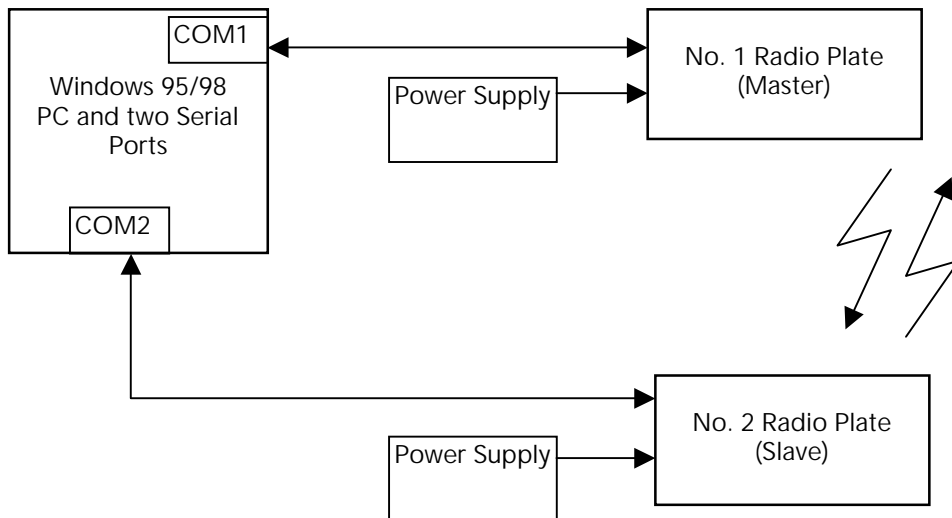 COM1
Windows 95/98
PC and two Serial
Ports
COM2
Power Supply
No. 1 Radio Plate
(Master)
No. 2 Radio Plate
(Slave)
Power Supply